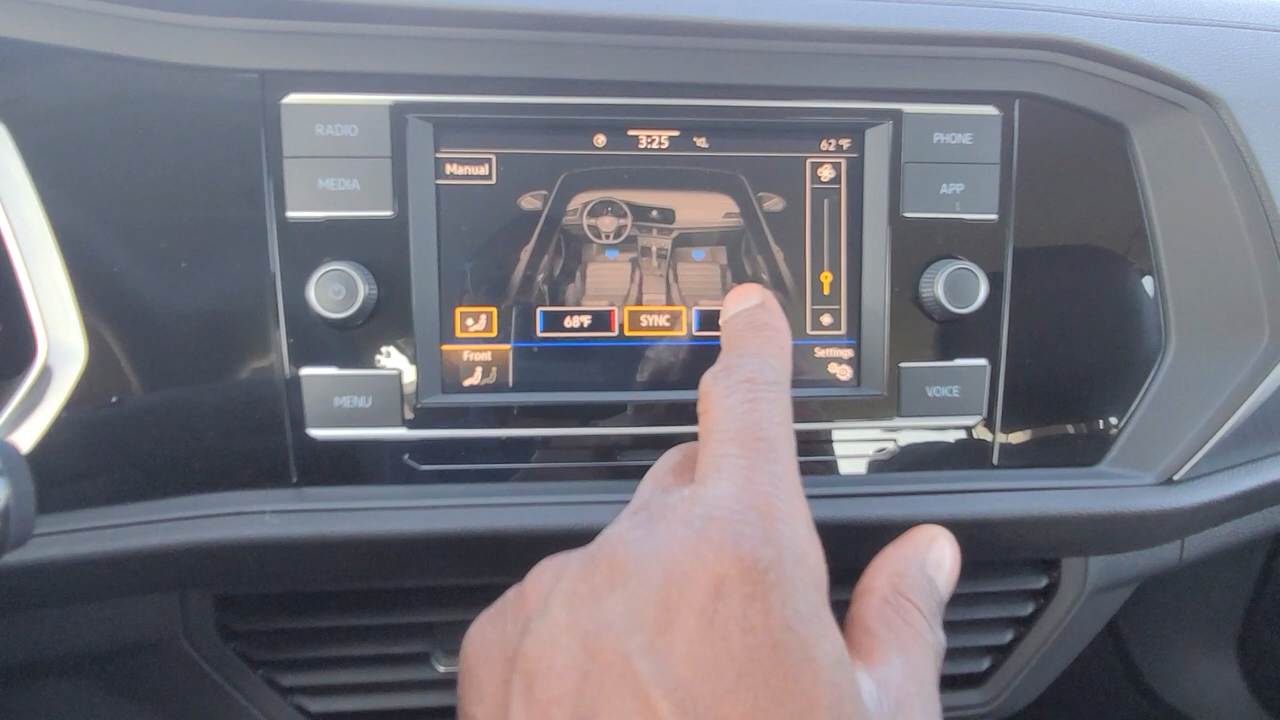 RADIO
MEDIA
MENU
3:25
62°F
Manual
68°F
SYNC
Front
Settings
PHONE
APP
VOICE